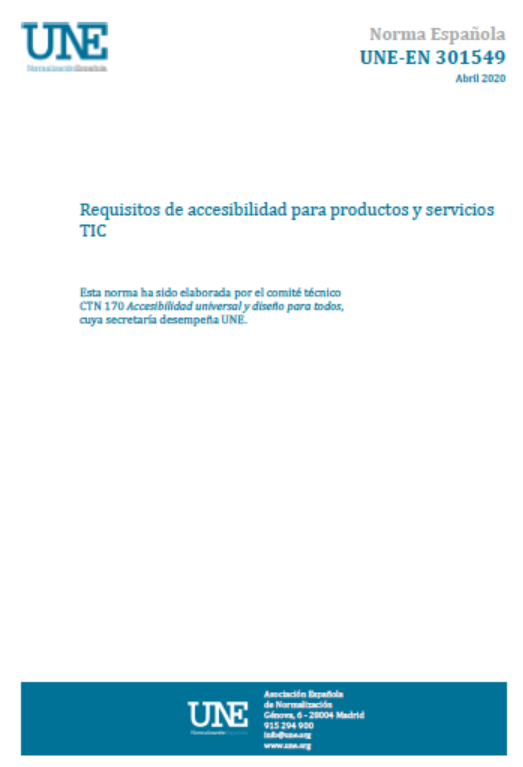 UNE
Normalización Española
Norma Española
UNE-EN 301549
Abril 2020
Requisitos de accesibilidad para productos y servicios
TIC
Esta norma ha sido elaborada por el comité técnico
CTN 170 Accesibilidad universal y diseño para todos,
cuya secretaría desempeña UNE.
UNE
Normalización Española
Asociación Española
de Normalización
Génova, 6 - 28004 Madrid
915 294 900
info@une.org
www.une.org